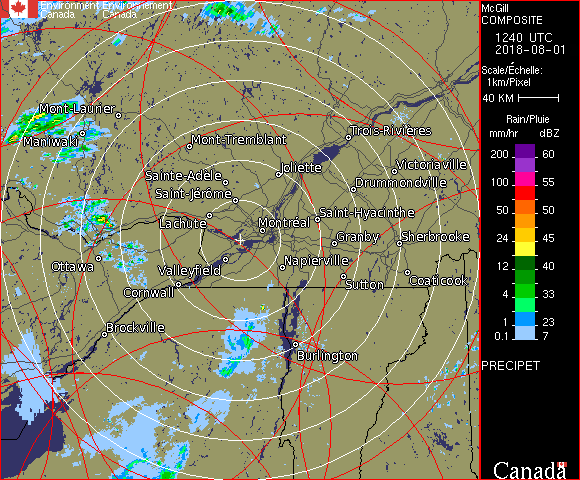 Environment Environnement
Canada Canada
Mont-Laurier
Maniwaki
Mont-Tremblant
Trois-Rivières
Sainte-Adèle
Joliette
Victoriaville
Saint-Jérôme
Drummondville
Lachute
Montréal
Saint-Hyacinthe
Granby
Sherbrooke
Ottawa
Valleyfield
Napierville
Cornwall
Sutton
Coaticook
Brockville
Burlington
McGill
COMPOSITE
1240 UTC
2018-08-01
Scale/Échelle:
1km/Pixel
40 KM
Rain/Pluie
mm/hr dBZ
200 60
150 57
100 55
50 50
24 45
12 40
4 33
1 23
0.1 7
PRECIPET
Canada